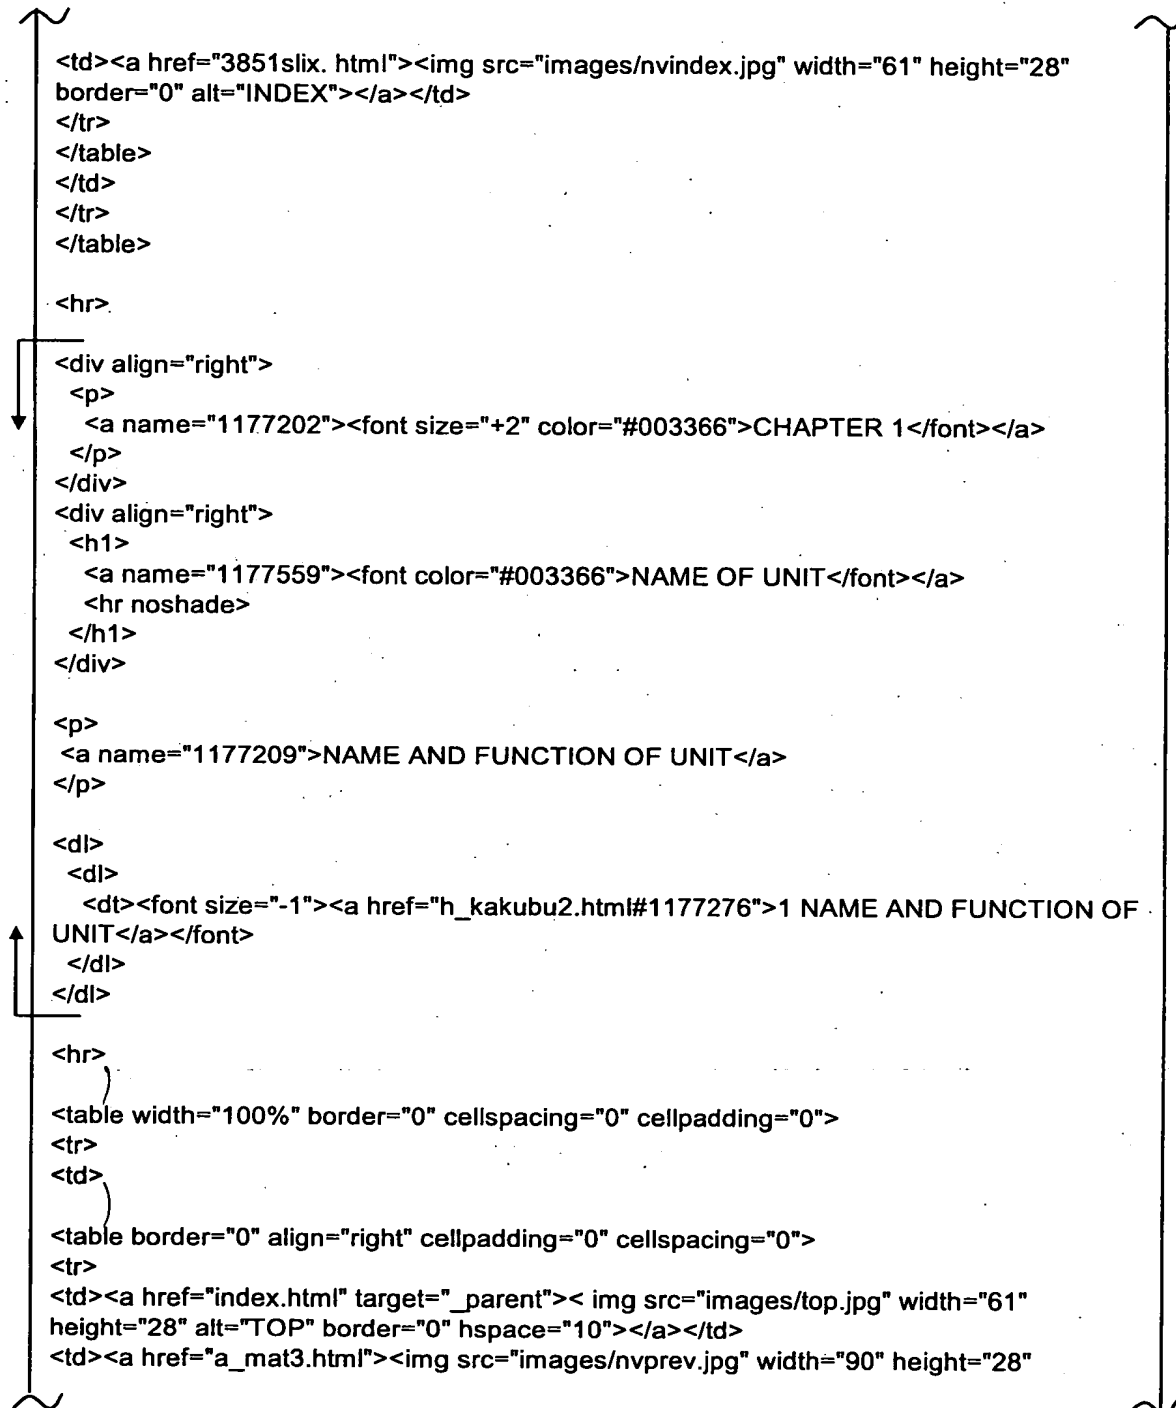 <td><a href="3851slix. html"><img src="images/nvindex.jpg" width="61" height="28"
border="0" alt="INDEX"></a></td>
</tr>
</table>
</td>
</tr>
</table>
<hr>
<div align="right">
<p>
<a name="1177202"><font size="+2" color="#003366">CHAPTER 1</font></a>
</p>
</div>
<div align="right">
<h1>
<a name="1177559"><font color="#003366">NAME OF UNIT</font></a>
<hr noshade>
</h1>
</div>
<p>
<a name="1177209">NAME AND FUNCTION OF UNIT</a>
</p>
<dl>
<dl>
<dt><font size="-1"><a href="h_kakubu2.html#1177276">1 NAME AND FUNCTION OF
UNIT</a></font>
</dl>
</dl>
<hr>
<table width="100%" border="0" cellspacing="0" cellpadding="0">
<tr>
<td>
<table border="0" align="right" cellpadding="0" cellspacing="0">
<tr>
<td><a href="index.html" target="_parent">< img src="images/top.jpg" width="61"
height="28" alt="TOP" border="0" hspace="10"></a></td>
<td><a href="a_mat3.html"><img src="images/nvprev.jpg" width="90" height="28"